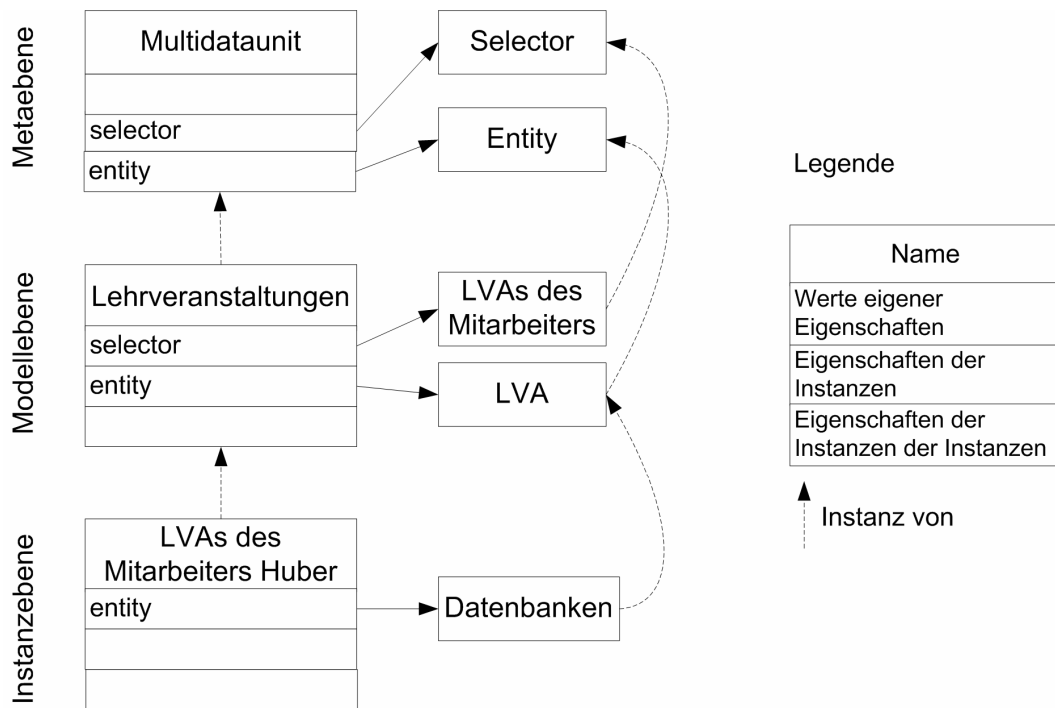 Metaebene
Multidataunit
selector
entity
Selector
Entity
Modellebene
Lehrveranstaltungen
selector
entity
LVAs des
Mitarbeiters
LVA
Instanzebene
LVAs des
Mitarbeiters Huber
entity
Datenbanken
Legende
Name
Werte eigener
Eigenschaften
Eigenschaften der
Instanzen
Eigenschaften der
Instanzen der Instanzen
Instanz von